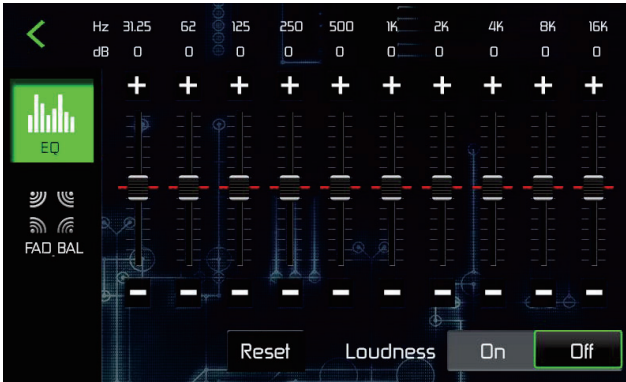 Hz 31.25 62 125 250 500 1K 2K 4K 8K 16K
dB 0 0 0 0 0 0 0 0 0 0
EQ
FAD_BAL
Reset Loudness On Off